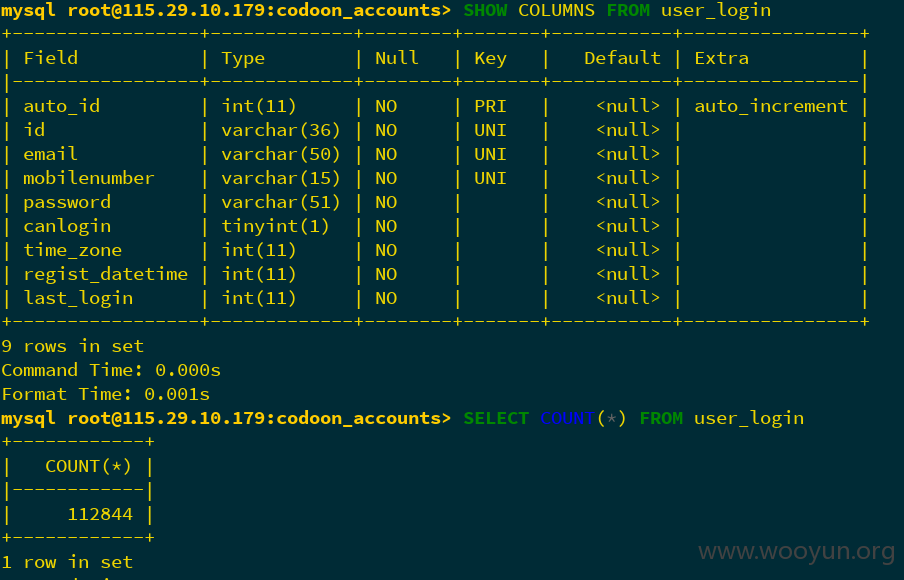 mysql root@115.29.10.179:codoon_accounts> SHOW COLUMNS FROM user_login
+-----------------+-------------+--------+-------+-----------+----------------+
| Field           | Type        | Null   | Key   |   Default | Extra          |
|-----------------+-------------+--------+-------+-----------+----------------|
| auto_id         | int(11)     | NO     | PRI   |    <null> | auto_increment |
| id              | varchar(36) | NO     | UNI   |    <null> |                |
| email           | varchar(50) | NO     | UNI   |    <null> |                |
| mobilenumber    | varchar(15) | NO     | UNI   |    <null> |                |
| password        | varchar(51) | NO     |       |    <null> |                |
| canlogin        | tinyint(1)  | NO     |       |    <null> |                |
| time_zone       | int(11)     | NO     |       |    <null> |                |
| regist_datetime | int(11)     | NO     |       |    <null> |                |
| last_login      | int(11)     | NO     |       |    <null> |                |
+-----------------+-------------+--------+-------+-----------+----------------+
9 rows in set
Command Time: 0.000s
Format Time: 0.001s
mysql root@115.29.10.179:codoon_accounts> SELECT COUNT(*) FROM user_login
+------------+
|   COUNT(*) |
|------------|
|     112844 |
+------------+
1 row in set
www.wooyun.org